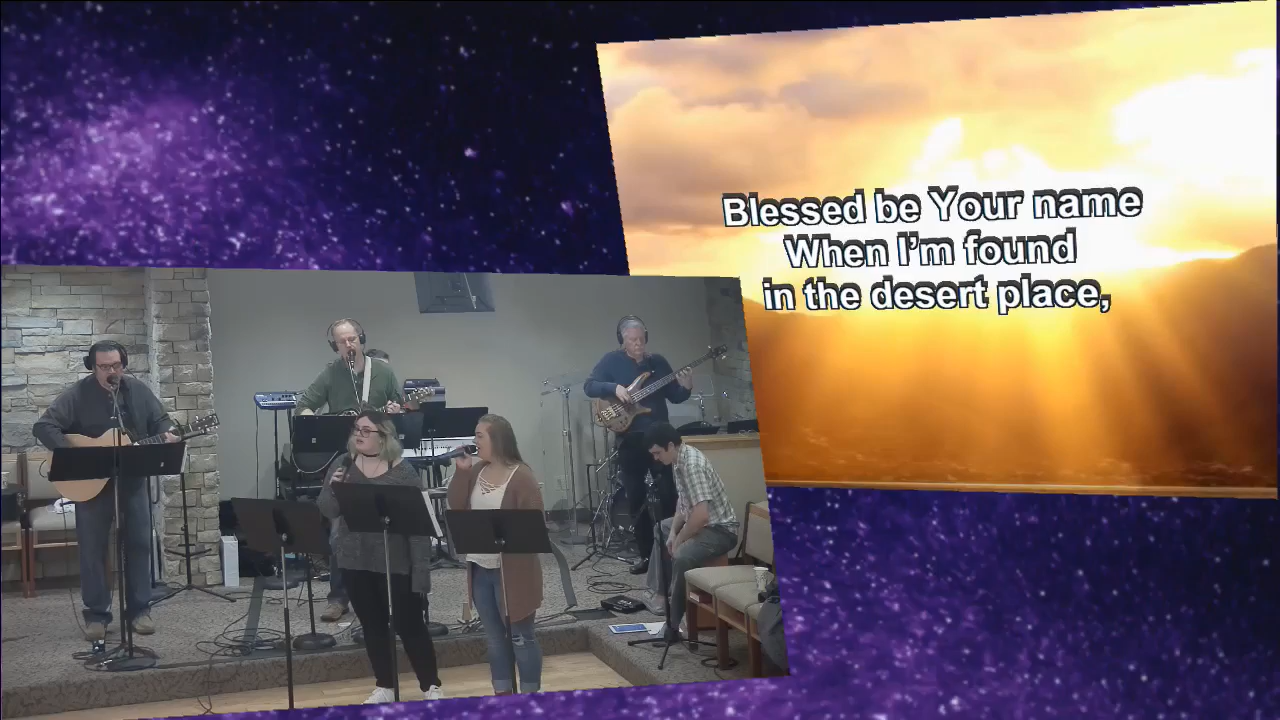 Blessed be Your name
When I'm found
in the desert place,